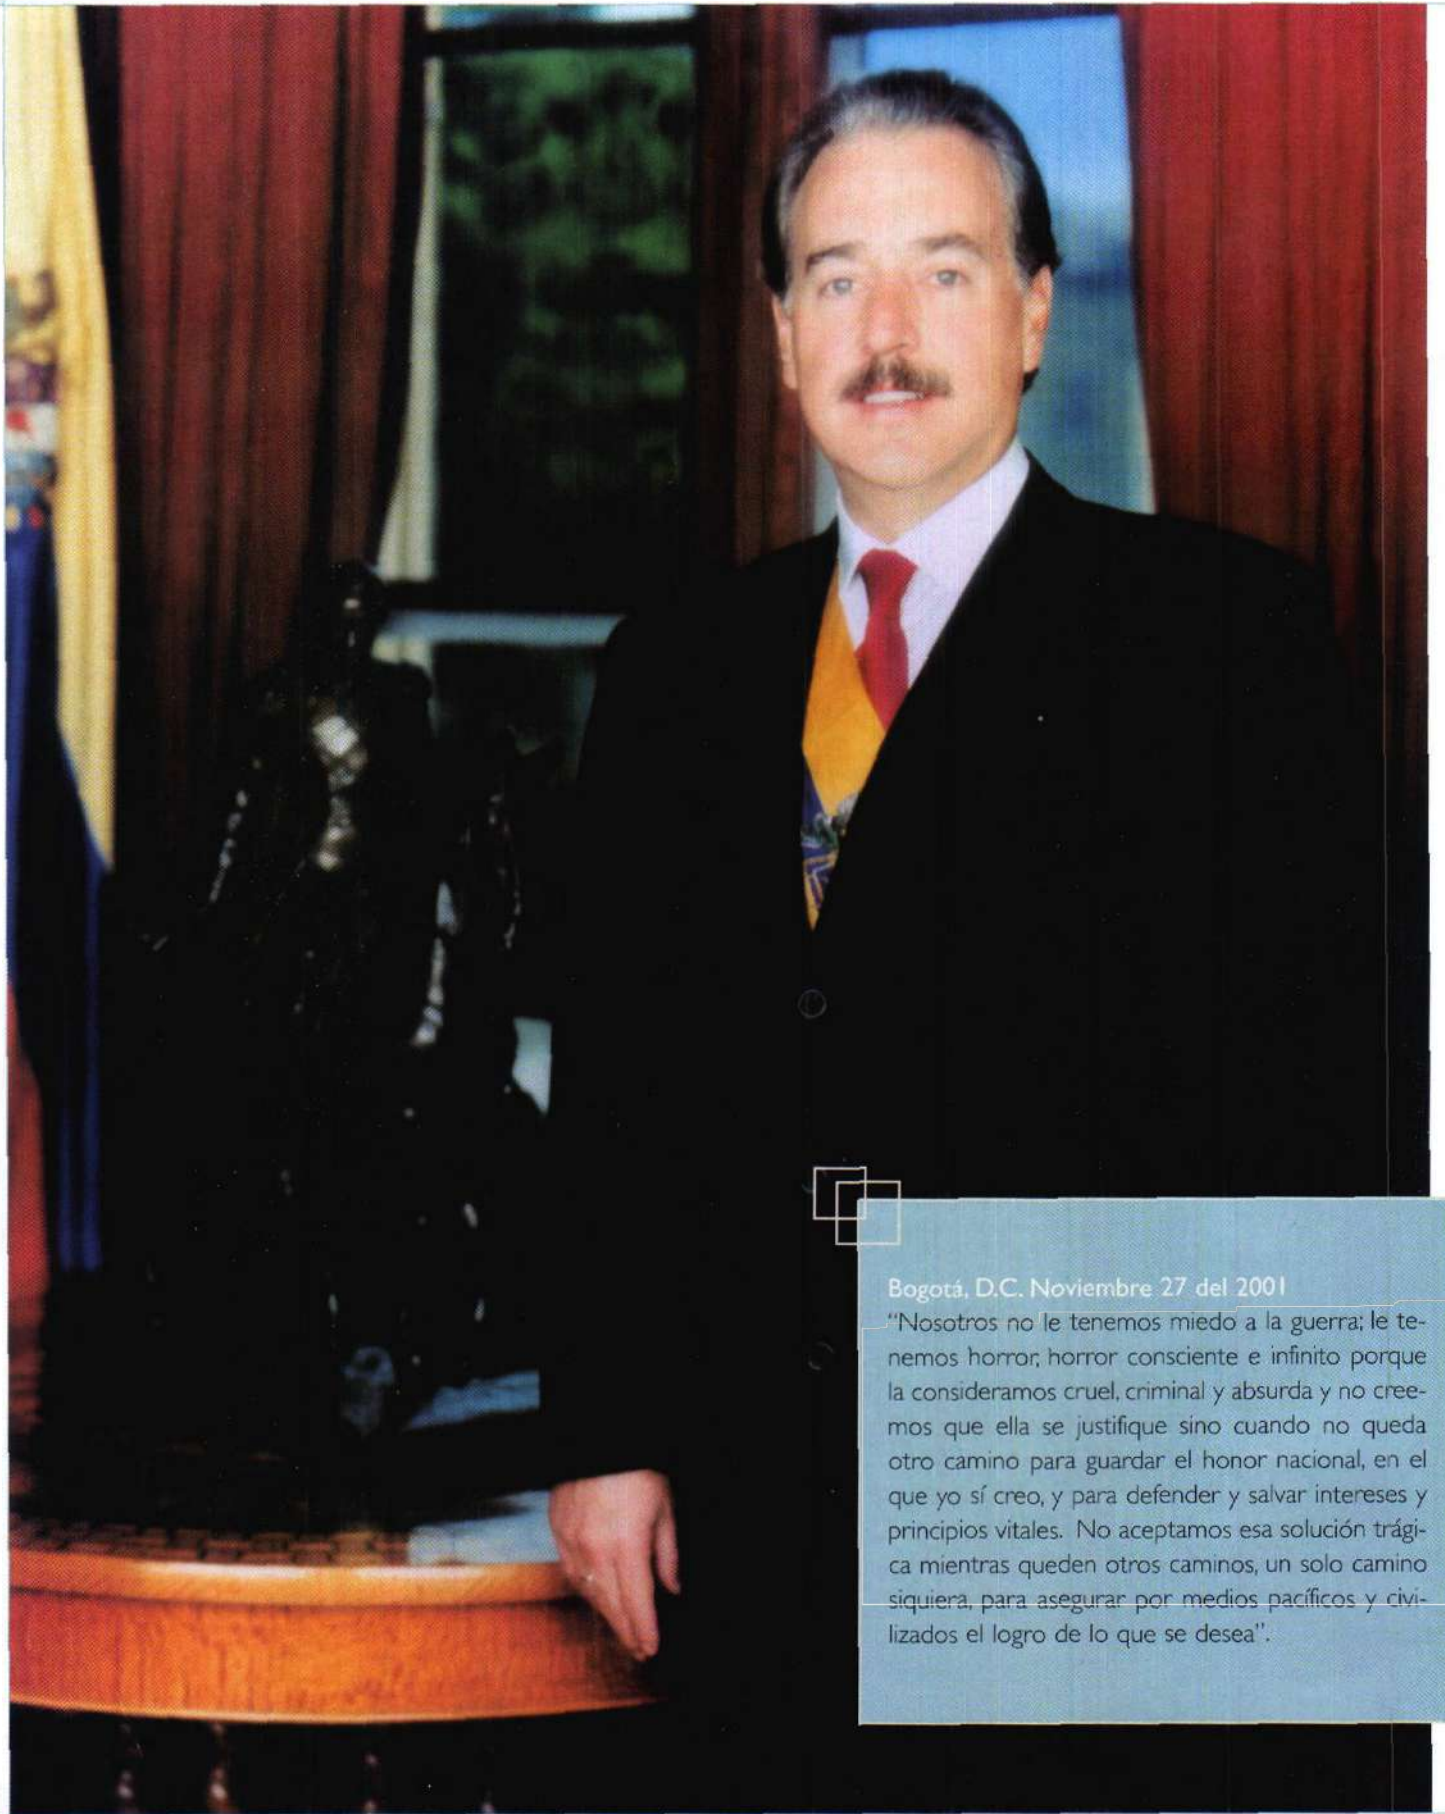 Bogotá, D.C. Noviembre 27 del 2001
“Nosotros no le tenemos miedo a la guerra; le te-
nemos horror, horror consciente e infinito porque
la consideramos cruel, criminal y absurda y no cree-
mos que ella se justifique sino cuando no queda
otro camino para guardar el honor nacional, en el
que yo sí creo, y para defender y salvar intereses y
principios vitales. No aceptamos esa solución trági-
ca mientras queden otros caminos, un solo camino
siquiera, para asegurar por medios pacíficos y civi-
lizados el logro de lo que se desea”.